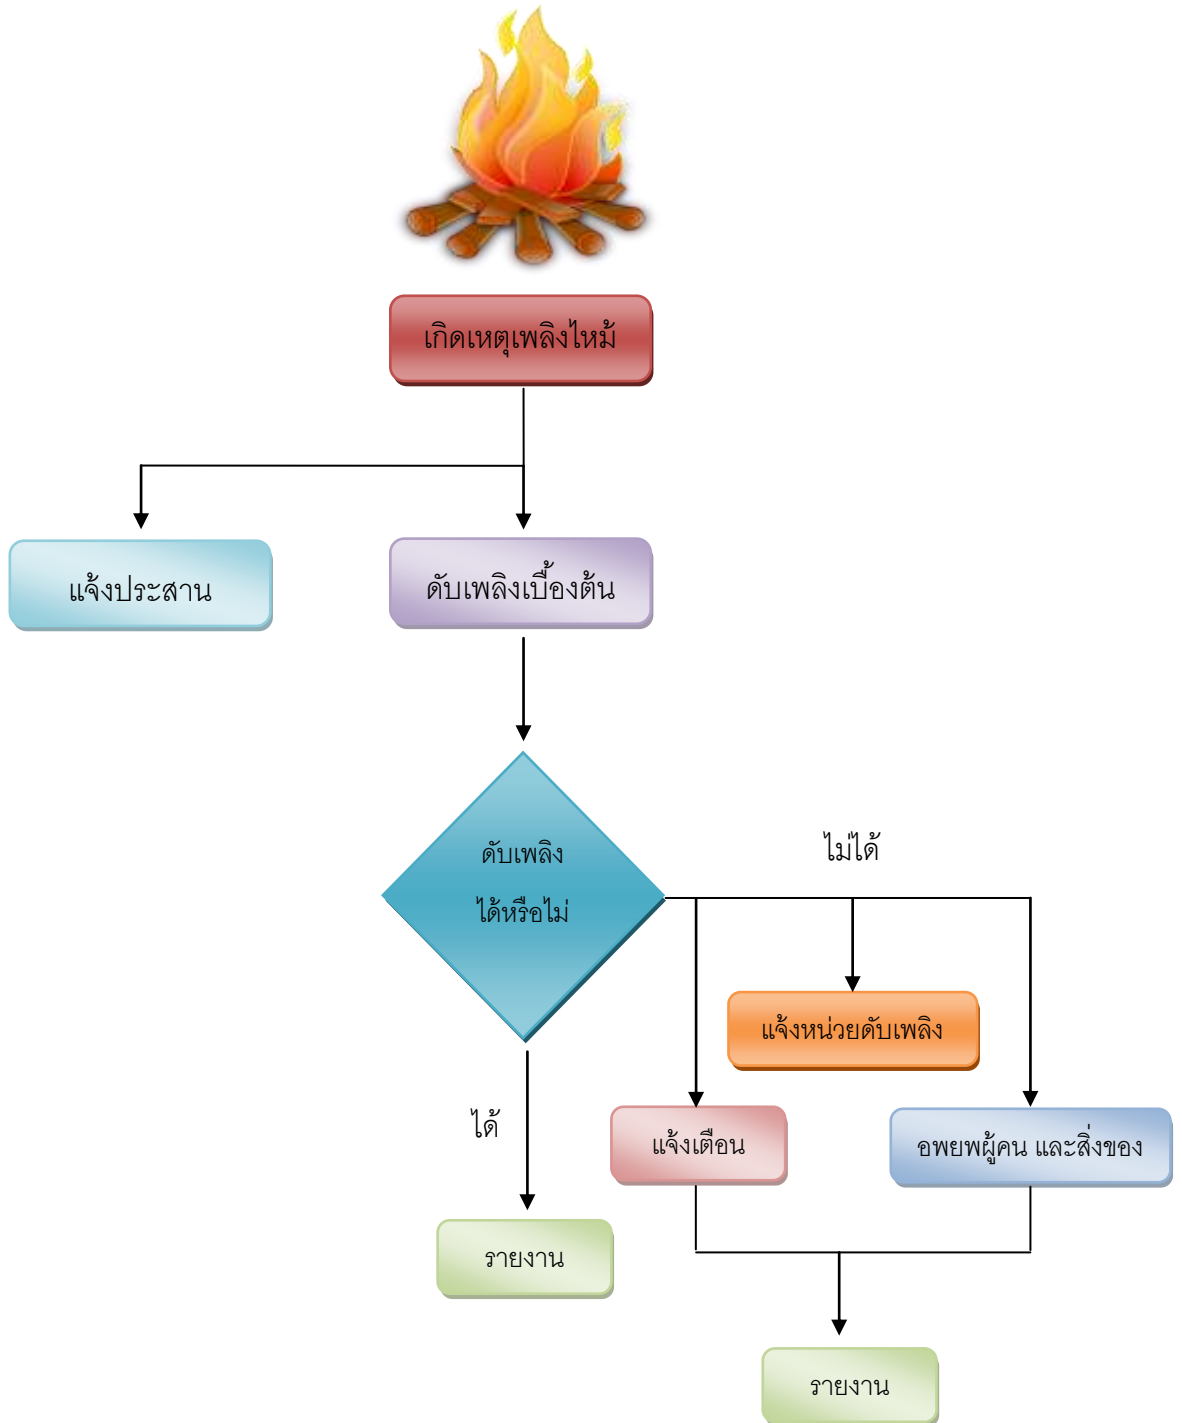 เกิดเหตุเพลิงไหม้
แจ้งประสาน
ดับเพลิงเบื้องต้น
ดับเพลิง
ได้หรือไม่
ไม่ได้
แจ้งหน่วยดับเพลิง
ได้
แจ้งเตือน
อพยพผู้คน และสิ่งของ
รายงาน
รายงาน